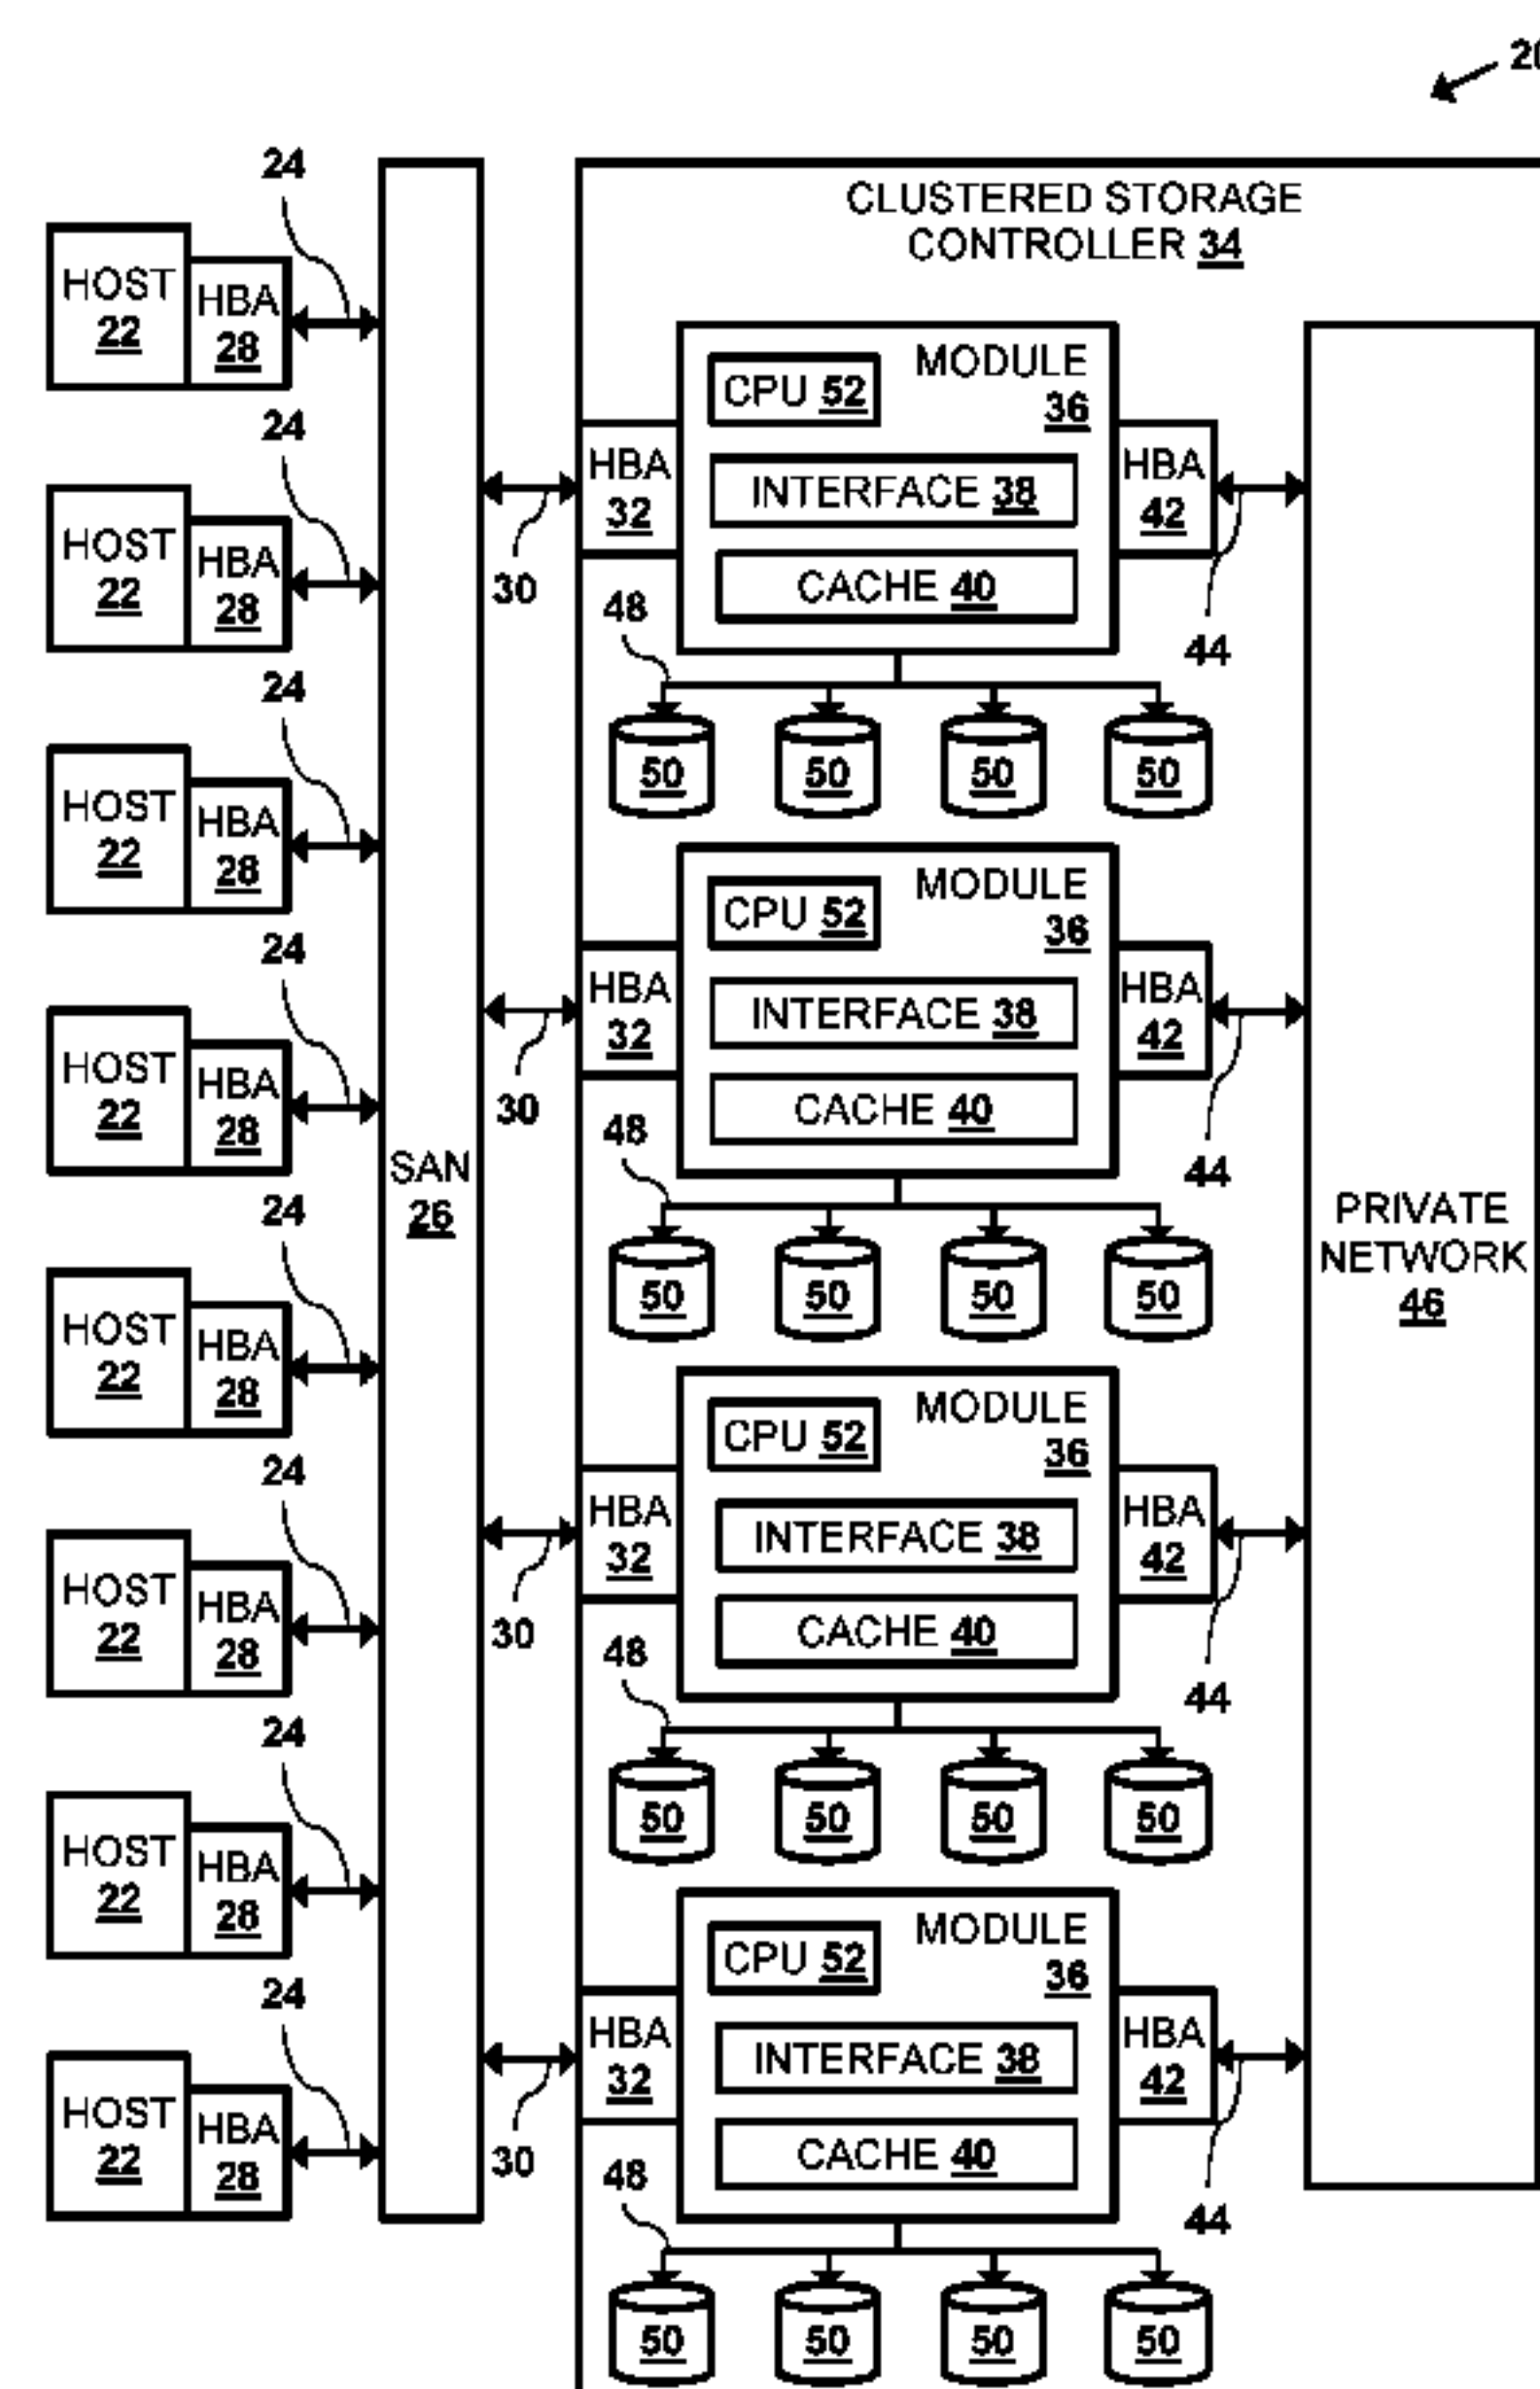 20
CLUSTERED STORAGE
CONTROLLER 34
24
HOST
22
HBA
28
24
HOST
22
HBA
28
24
HOST
22
HBA
28
24
HOST
22
HBA
28
24
HOST
22
HBA
28
24
HOST
22
HBA
28
24
HOST
22
HBA
28
24
HOST
22
HBA
28
SAN
26
30
HBA
32
MODULE
36
CPU 52
INTERFACE 38
CACHE 40
HBA
42
44
48
50 50 50 50
30
HBA
32
MODULE
36
CPU 52
INTERFACE 38
CACHE 40
HBA
42
44
48
50 50 50 50
30
HBA
32
MODULE
36
CPU 52
INTERFACE 38
CACHE 40
HBA
42
44
48
50 50 50 50
30
HBA
32
MODULE
36
CPU 52
INTERFACE 38
CACHE 40
HBA
42
44
48
50 50 50 50
PRIVATE
NETWORK
46